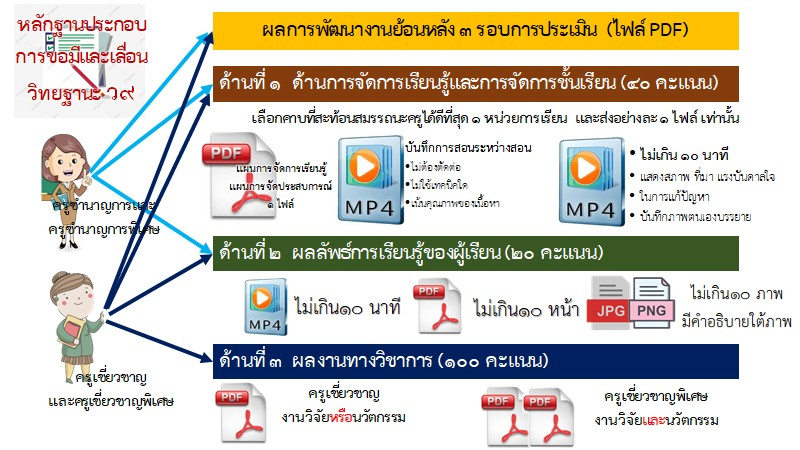 หลักฐานประกอบ
การขอมีและเลื่อน
วิทยฐานะ ว๙
ผลการพัฒนางานย้อนหลัง ๓ รอบการประเมิน (ไฟล์ PDF)
ด้านที่ ๑ ด้านการจัดการเรียนรู้และการจัดการชั้นเรียน (๔๐ คะแนน)
เลือกคาบที่สะท้อนสมรรถนะครูได้ดีที่สุด ๑ หน่วยการเรียน และส่งอย่างละ ๑ ไฟล์ เท่านั้น
PDF
แผนการจัดการเรียนรู้
แผนการจัดประสบการณ์
๑ ไฟล์
MP4
บันทึกการสอนระหว่างสอน
• ไม่ต้องตัดต่อ
• ไม่ใช้เทคนิคใด
• เน้นคุณภาพของเนื้อหา
MP4
• ไม่เกิน ๑๐ นาที
• แสดงสภาพ ที่มา แรงบันดาลใจ
• ในการแก้ปัญหา
• บันทึกภาพตนเองบรรยาย
ครูชำนาญการและ
ครูชำนาญการพิเศษ
ด้านที่ ๒ ผลลัพธ์การเรียนรู้ของผู้เรียน (๒๐ คะแนน)
MP4
ไม่เกิน๑๐ นาที
PDF
ไม่เกิน๑๐ หน้า
JPG
PNG
ไม่เกิน๑๐ ภาพ
มีคำอธิบายใต้ภาพ
ครูเชี่ยวชาญ
และครูเชี่ยวชาญพิเศษ
ด้านที่ ๓ ผลงานทางวิชาการ (๑๐๐ คะแนน)
PDF
ครูเชี่ยวชาญ
งานวิจัยหรือนวัตกรรม
PDF
PDF
ครูเชี่ยวชาญพิเศษ
งานวิจัยและนวัตกรรม